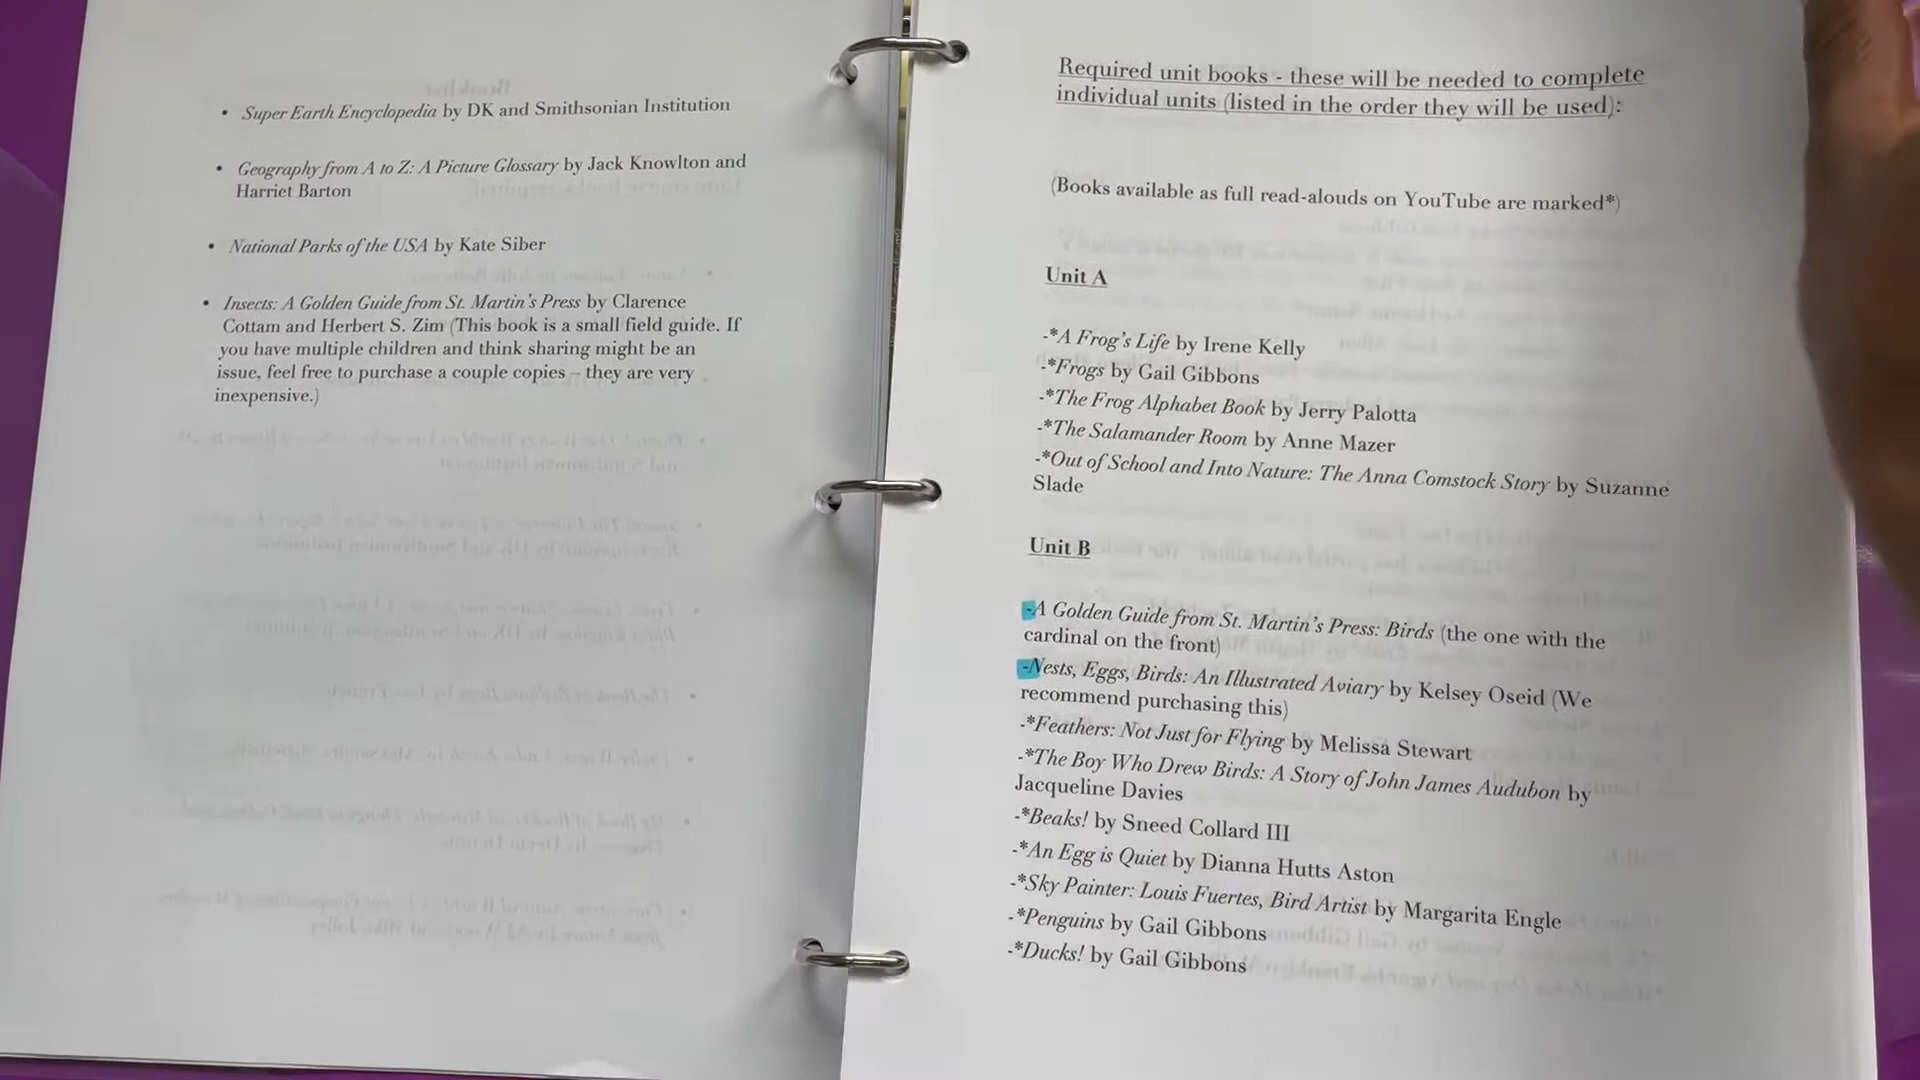 • Super Earth Encyclopedia by DK and Smithsonian Institution
• Geography from A to Z: A Picture Glossary by Jack Knowlton and
Harriet Barton
• National Parks of the USA by Kate Siber
• Insects: A Golden Guide from St. Martin's Press by Clarence
Cottam and Herbert S. Zim (This book is a small field guide. If
you have multiple children and think sharing might be an
issue, feel free to purchase a couple copies – they are very
inexpensive.)
Required unit books - these will be needed to complete
individual units (listed in the order they will be used):
(Books available as full read-alouds on YouTube are marked*)
Unit A
-*A Frog's Life by Irene Kelly
-*Frogs by Gail Gibbons
-*The Frog Alphabet Book by Jerry Palotta
-*The Salamander Room by Anne Mazer
-*Out of School and Into Nature: The Anna Comstock Story by Suzanne
Slade
Unit B
-A Golden Guide from St. Martin's Press: Birds (the one with the
cardinal on the front)
-Nests, Eggs, Birds: An Illustrated Aviary by Kelsey Oseid (We
recommend purchasing this)
-*Feathers: Not Just for Flying by Melissa Stewart
-*The Boy Who Drew Birds: A Story of John James Audubon by
Jacqueline Davies
-*Beaks! by Sneed Collard III
-*An Egg is Quiet by Dianna Hutts Aston
-*Sky Painter: Louis Fuertes, Bird Artist by Margarita Engle
-*Penguins by Gail Gibbons
-*Ducks! by Gail Gibbons